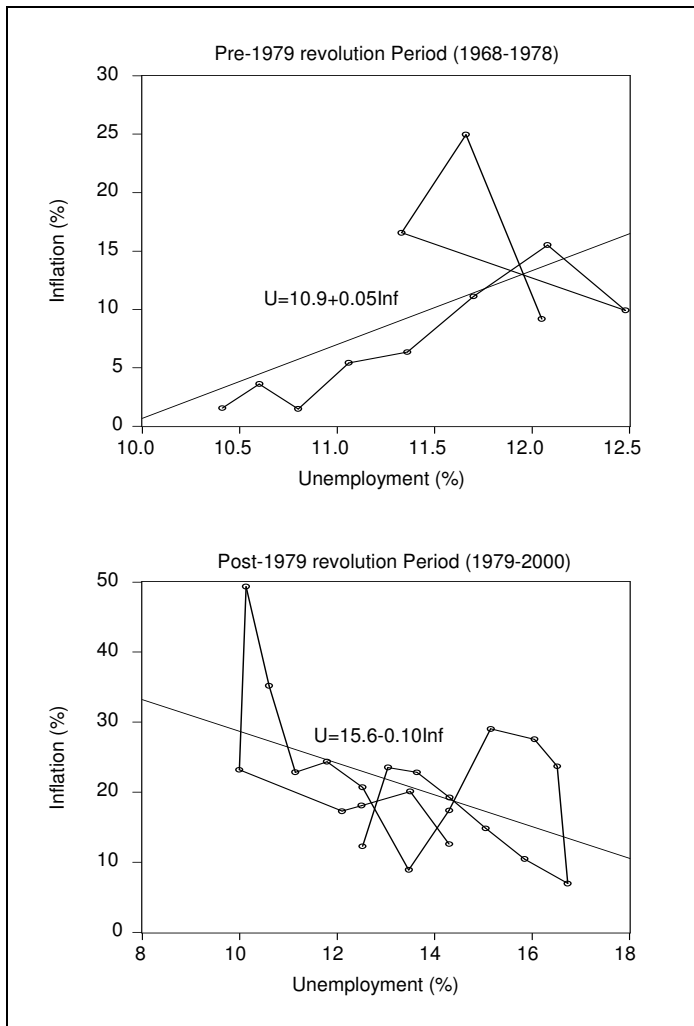 Pre-1979 revolution Period (1968-1978)
30
25
20
15
10
5
0
Inflation (%)
U=10.9+0.05Inf
10.0 10.5 11.0 11.5 12.0 12.5
Unemployment (%)
Post-1979 revolution Period (1979-2000)
50
40
30
20
10
0
Inflation (%)
U=15.6-0.10Inf
8 10 12 14 16 18
Unemployment (%)